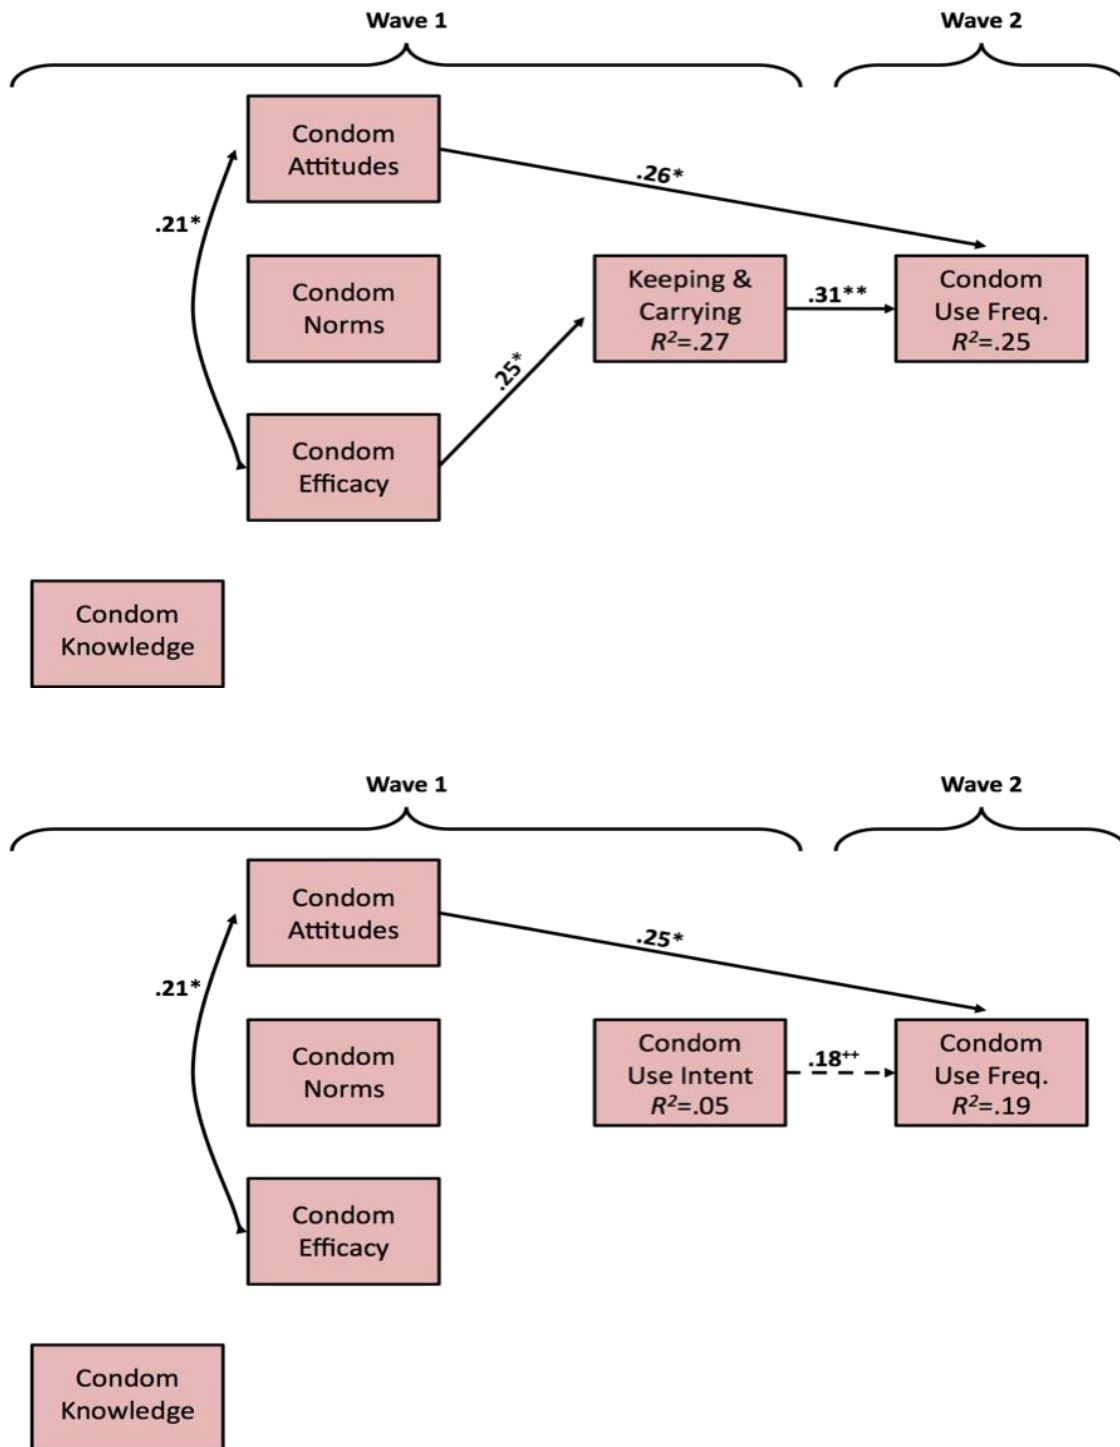 Wave 1
Wave 2
Condom
Attitudes
.26*
.21*
Condom
Norms
Keeping &
Carrying
R²=.27
.31**
Condom
Use Freq.
R²=.25
.25*
Condom
Efficacy
Condom
Knowledge
Wave 1
Wave 2
Condom
Attitudes
.25*
.21*
Condom
Norms
Condom
Use Intent
R²=.05
.18⁺⁺
Condom
Use Freq.
R²=.19
Condom
Efficacy
Condom
Knowledge